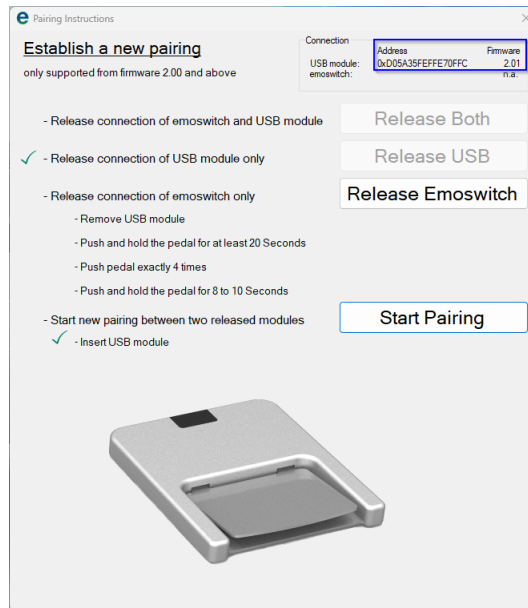 e Pairing Instructions
Establish a new pairing
only supported from firmware 2.00 and above
Connection
Address Firmware
USB module: 0xD05A35FEFFE70FFC 2.01
emoswitch: n.a.
- Release connection of emoswitch and USB module Release Both
- Release connection of USB module only Release USB
- Release connection of emoswitch only Release Emoswitch
- Remove USB module
- Push and hold the pedal for at least 20 Seconds
- Push pedal exactly 4 times
- Push and hold the pedal for 8 to 10 Seconds
- Start new pairing between two released modules Start Pairing
- Insert USB module